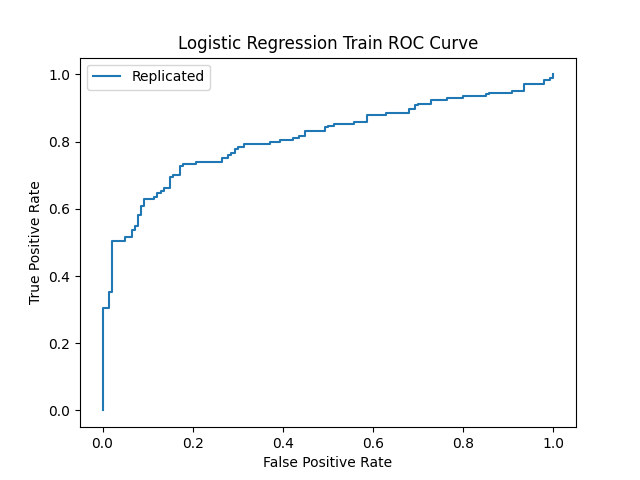 Logistic Regression Train ROC Curve
Replicated
True Positive Rate
1.0
0.8
0.6
0.4
0.2
0.0
0.0 0.2 0.4 0.6 0.8 1.0
False Positive Rate